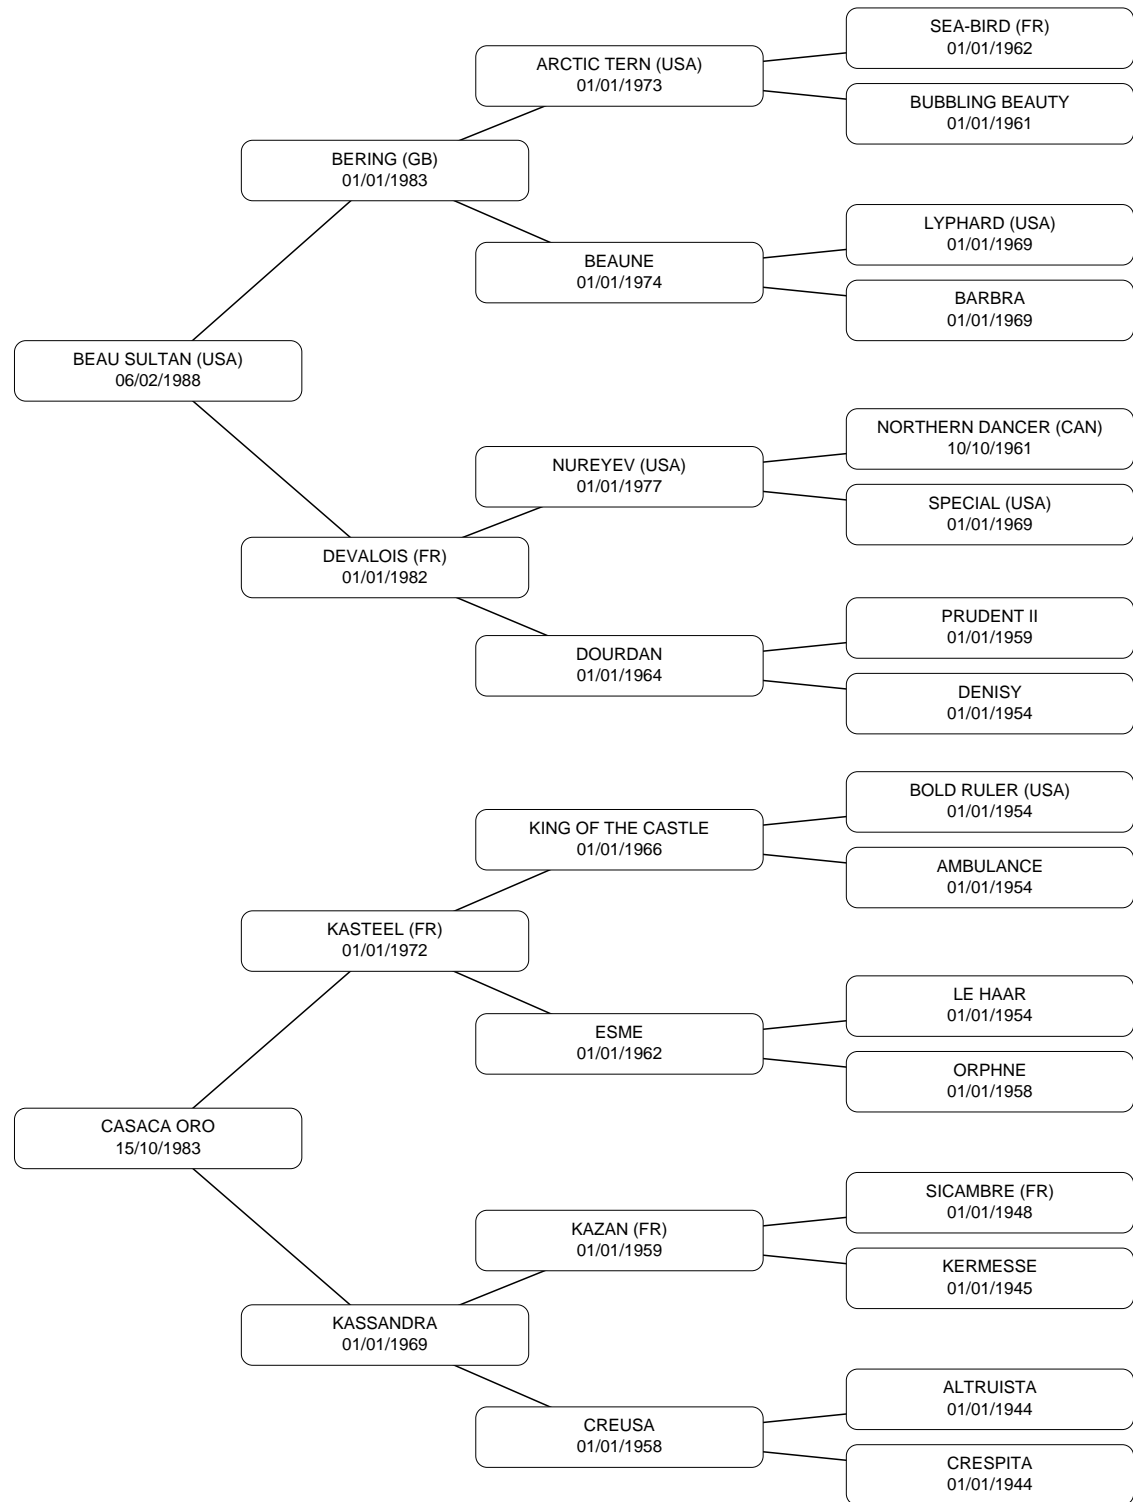 SEA-BIRD (FR)
01/01/1962
ARCTIC TERN (USA)
01/01/1973
BUBBLING BEAUTY
01/01/1961
BERING (GB)
01/01/1983
LYPHARD (USA)
01/01/1969
BEAUNE
01/01/1974
BARBRA
01/01/1969
BEAU SULTAN (USA)
06/02/1988
NORTHERN DANCER (CAN)
10/10/1961
NUREYEV (USA)
01/01/1977
SPECIAL (USA)
01/01/1969
DEVALOIS (FR)
01/01/1982
PRUDENT II
01/01/1959
DOURDAN
01/01/1964
DENISY
01/01/1954
BOLD RULER (USA)
01/01/1954
KING OF THE CASTLE
01/01/1966
AMBULANCE
01/01/1954
KASTEEL (FR)
01/01/1972
LE HAAR
01/01/1954
ESME
01/01/1962
ORPHNE
01/01/1958
CASACA ORO
15/10/1983
SICAMBRE (FR)
01/01/1948
KAZAN (FR)
01/01/1959
KERMESSE
01/01/1945
KASSANDRA
01/01/1969
ALTRUISTA
01/01/1944
CREUSA
01/01/1958
CRESPITA
01/01/1944